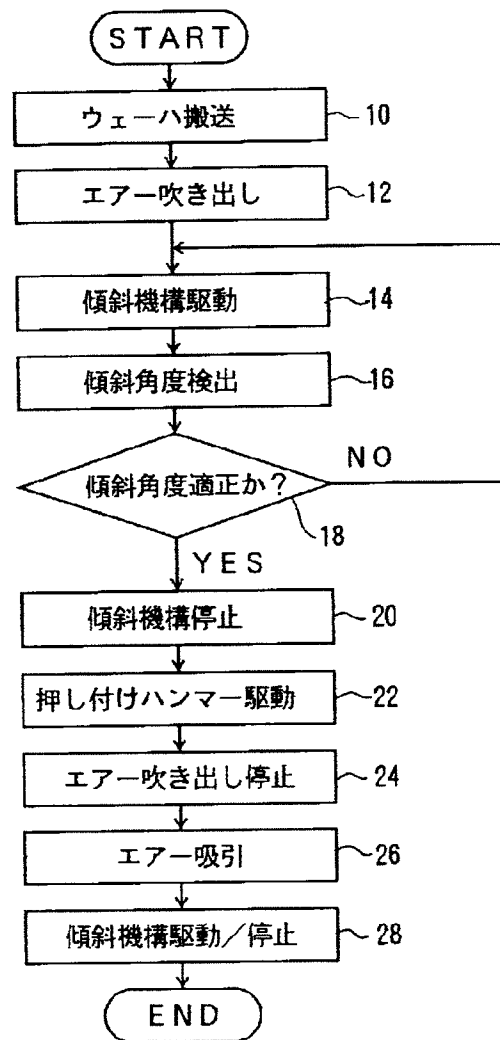 START
ウェーハ搬送
10
エアー吹き出し
12
傾斜機構駆動
14
傾斜角度検出
16
傾斜角度適正か？
NO
18
YES
傾斜機構停止
20
押し付けハンマー駆動
22
エアー吹き出し停止
24
エアー吸引
26
傾斜機構駆動／停止
28
END